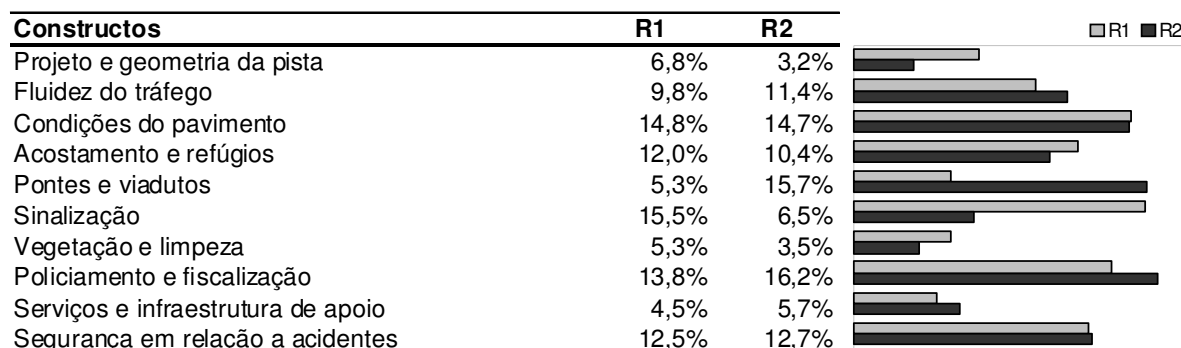 Constructos R1 R2 R1 R2
Projeto e geometria da pista 6,8% 3,2%
Fluidez do tráfego 9,8% 11,4%
Condições do pavimento 14,8% 14,7%
Acostamento e refúgios 12,0% 10,4%
Pontes e viadutos 5,3% 15,7%
Sinalização 15,5% 6,5%
Vegetação e limpeza 5,3% 3,5%
Policiamento e fiscalização 13,8% 16,2%
Serviços e infraestrutura de apoio 4,5% 5,7%
Segurança em relação a acidentes 12,5% 12,7%